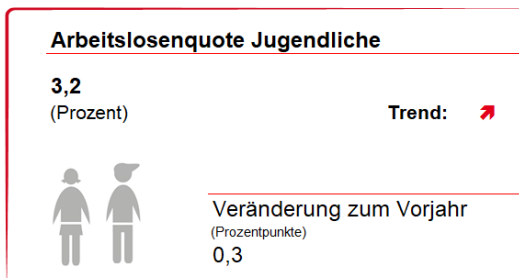 Arbeitslosenquote Jugendliche
3,2
(Prozent)
Trend:
Veränderung zum Vorjahr
(Prozentpunkte)
0,3